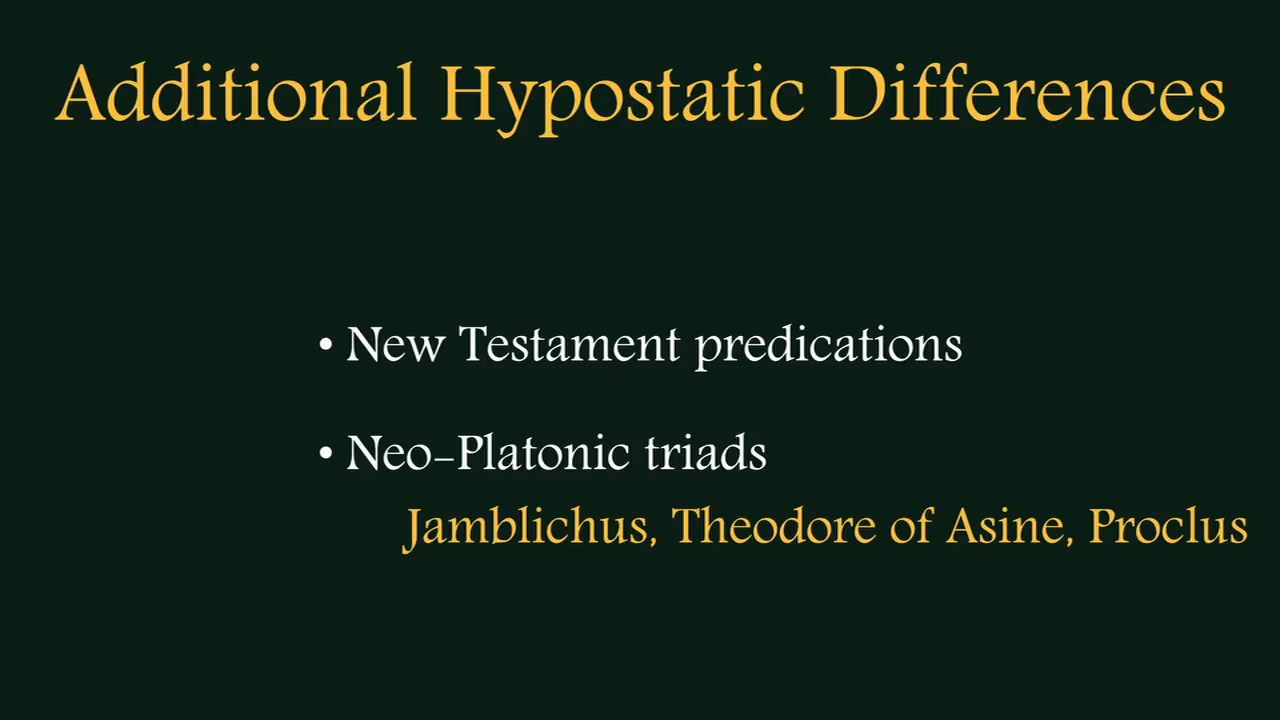 Additional Hypostatic Differences
• New Testament predications
• Neo-Platonic triads
Jamblichus, Theodore of Asine, Proclus